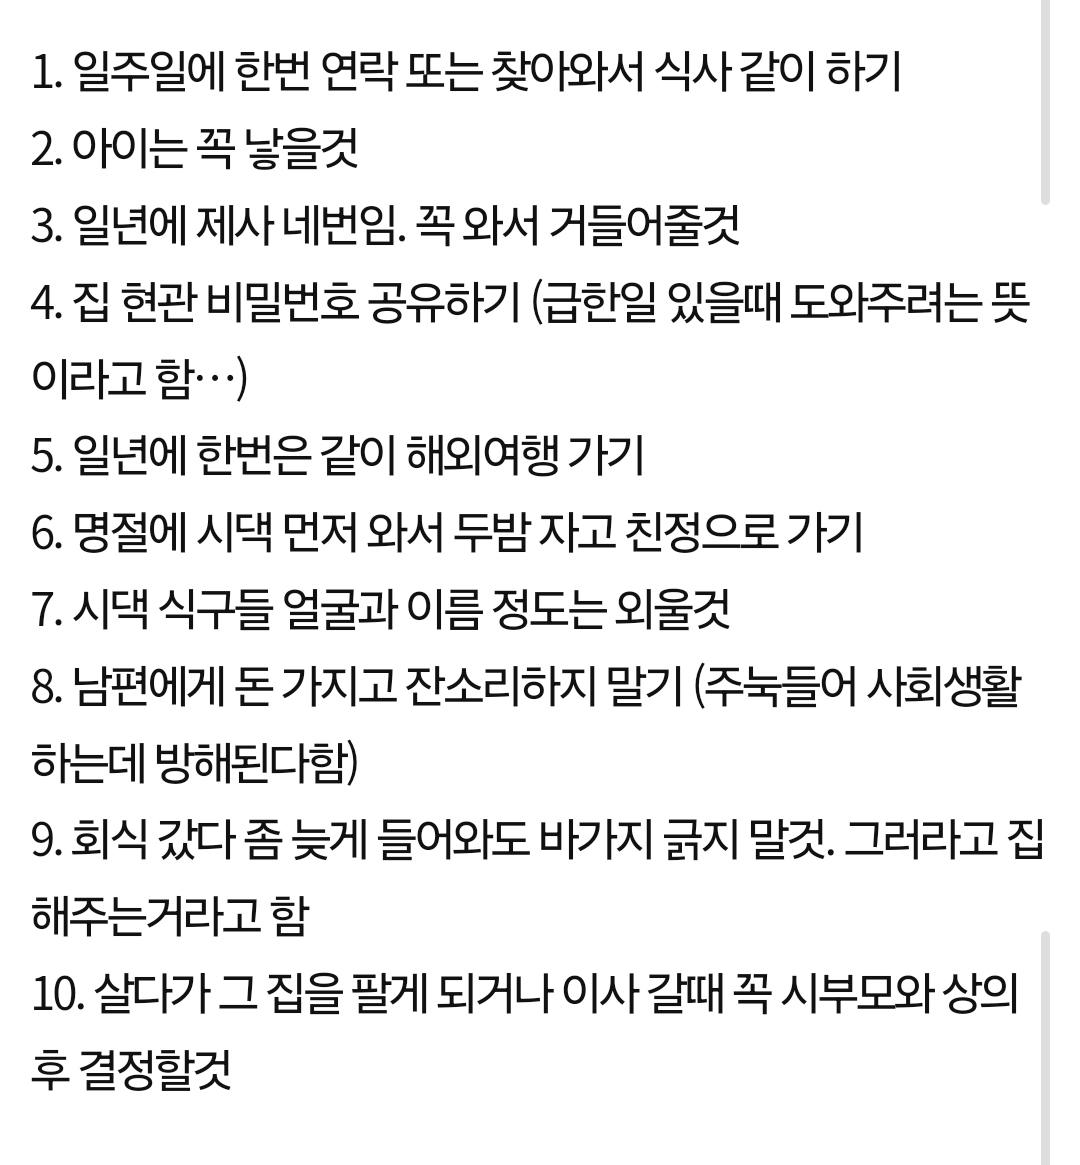 1. 일주일에 한번 연락 또는 찾아와서 식사 같이 하기
2. 아이는 꼭 낳을것
3. 일년에 제사 네번임. 꼭 와서 거들어줄것
4. 집 현관 비밀번호 공유하기 (급한일 있을때 도와주려는 뜻
이라고 함…)
5. 일년에 한번은 같이 해외여행 가기
6. 명절에 시댁 먼저 와서 두밤 자고 친정으로 가기
7. 시댁 식구들 얼굴과 이름 정도는 외울것
8. 남편에게 돈 가지고 잔소리하지 말기 (주눅들어 사회생활
하는데 방해된다함)
9. 회식 갔다 좀 늦게 들어와도 바가지 긁지 말것. 그러라고 집
해주는거라고 함
10. 살다가 그 집을 팔게 되거나 이사 갈때 꼭 시부모와 상의
후 결정할것